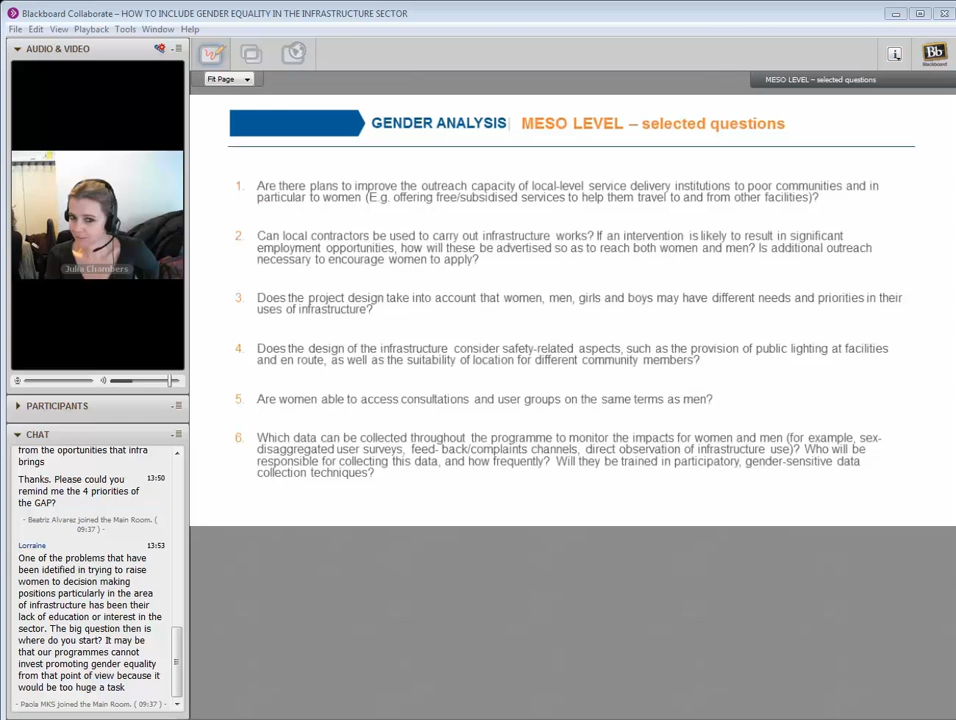 Blackboard Collaborate – HOW TO INCLUDE GENDER EQUALITY IN THE INFRASTRUCTURE SECTOR
File Edit View Playback Tools Window Help
AUDIO & VIDEO
Julia Chambers
PARTICIPANTS
CHAT
from the oportunities that infra
brings
Thanks. Please could you 13:50
remind me the 4 priorities of
the GAP?
- Beatriz Alvarez joined the Main Room. (
09:37 ) -
Lorraine 13:53
One of the problems that have
been idetified in trying to raise
women to decision making
positions particularly in the area
of infrastructure has been their
lack of education or interest in the
sector. The big question then is
where do you start? It may be
that our programmes cannot
invest promoting gender equality
from that point of view because it
would be too huge a task
- Paola MKS joined the Main Room. ( 09:37 ) -
Fit Page
Bb
Blackboard
MESO LEVEL – selected questions
GENDER ANALYSIS| MESO LEVEL – selected questions
1. Are there plans to improve the outreach capacity of local-level service delivery institutions to poor communities and in
particular to women (E.g. offering free/subsidised services to help them travel to and from other facilities)?
2. Can local contractors be used to carry out infrastructure works? If an intervention is likely to result in significant
employment opportunities, how will these be advertised so as to reach both women and men? Is additional outreach
necessary to encourage women to apply?
3. Does the project design take into account that women, men, girls and boys may have different needs and priorities in their
uses of infrastructure?
4. Does the design of the infrastructure consider safety-related aspects, such as the provision of public lighting at facilities
and en route, as well as the suitability of location for different community members?
5. Are women able to access consultations and user groups on the same terms as men?
6. Which data can be collected throughout the programme to monitor the impacts for women and men (for example, sex-
disaggregated user surveys, feed- back/complaints channels, direct observation of infrastructure use)? Who will be
responsible for collecting this data, and how frequently? Will they be trained in participatory, gender-sensitive data
collection techniques?